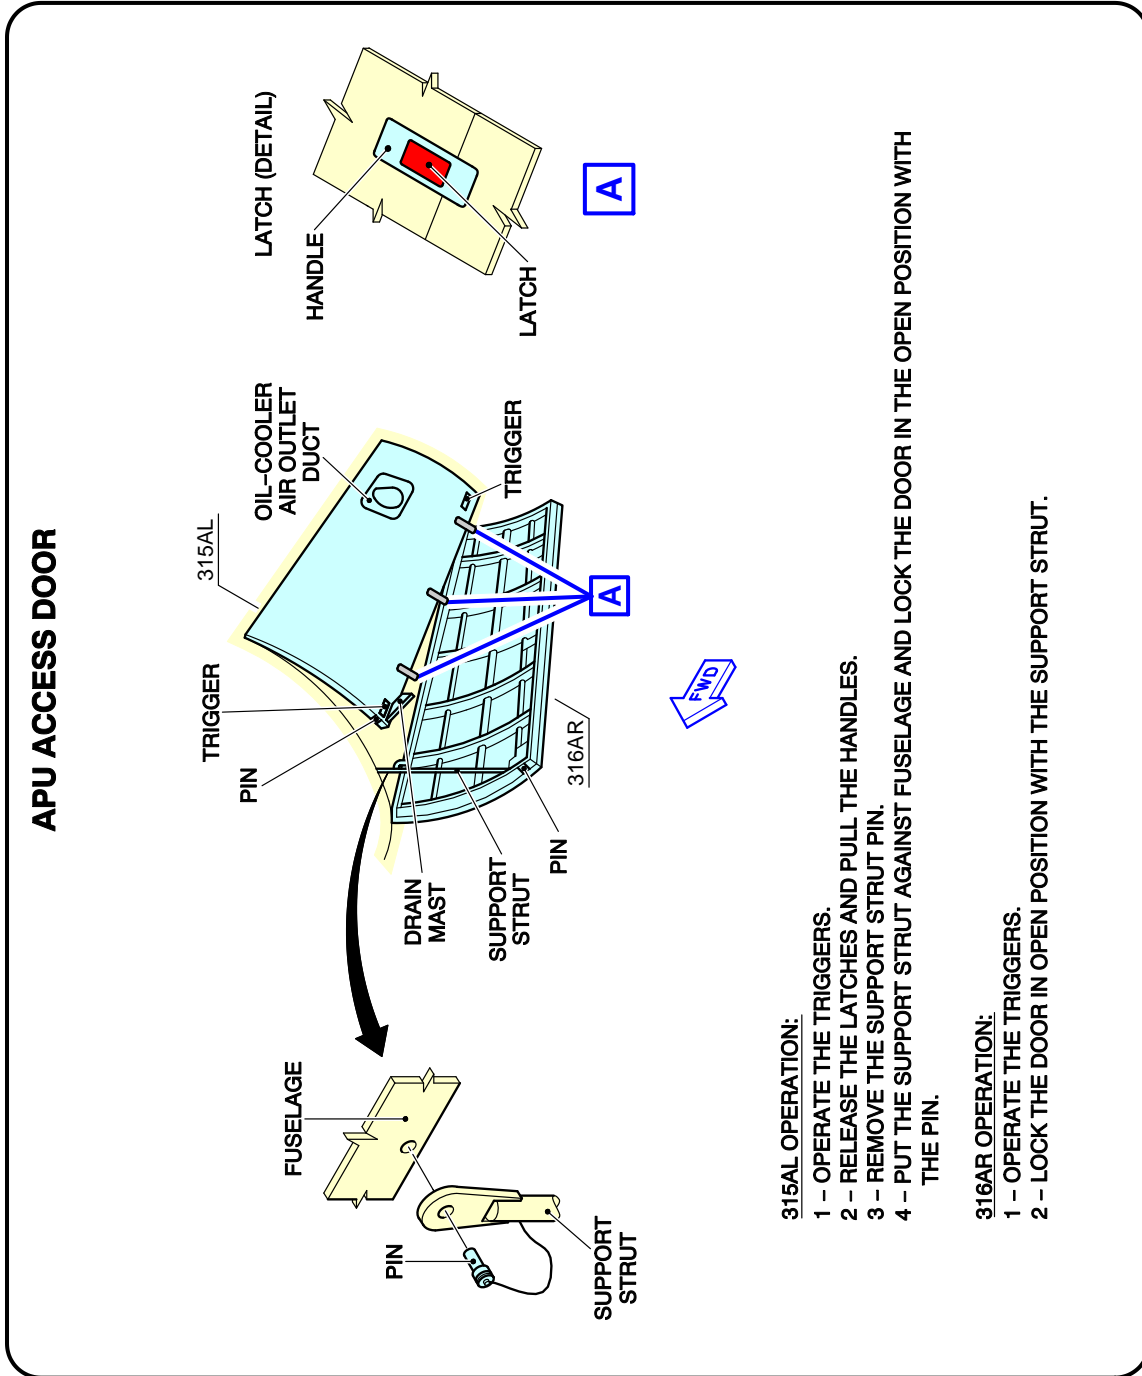 APU ACCESS DOOR
LATCH (DETAIL)
HANDLE
LATCH
A
315AL
OIL–COOLER
AIR OUTLET
DUCT
TRIGGER
TRIGGER
PIN
A
316AR
FWD
DRAIN
MAST
SUPPORT
STRUT
PIN
FUSELAGE
PIN
SUPPORT
STRUT
315AL OPERATION:
1 – OPERATE THE TRIGGERS.
2 – RELEASE THE LATCHES AND PULL THE HANDLES.
3 – REMOVE THE SUPPORT STRUT PIN.
4 – PUT THE SUPPORT STRUT AGAINST FUSELAGE AND LOCK THE DOOR IN THE OPEN POSITION WITH
THE PIN.
316AR OPERATION:
1 – OPERATE THE TRIGGERS.
2 – LOCK THE DOOR IN OPEN POSITION WITH THE SUPPORT STRUT.